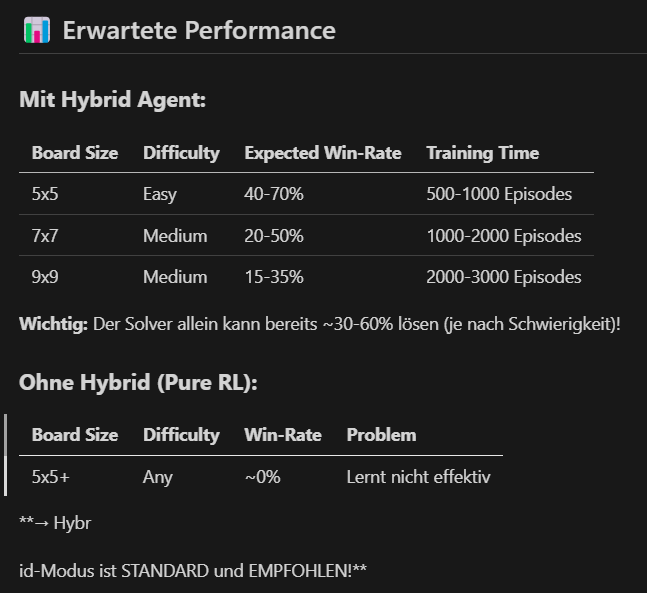 Erwartete Performance
Mit Hybrid Agent:
Board Size Difficulty Expected Win-Rate Training Time
5x5 Easy 40-70% 500-1000 Episodes
7x7 Medium 20-50% 1000-2000 Episodes
9x9 Medium 15-35% 2000-3000 Episodes
Wichtig: Der Solver allein kann bereits ~30-60% lösen (je nach Schwierigkeit)!
Ohne Hybrid (Pure RL):
Board Size Difficulty Win-Rate Problem
5x5+ Any ~0% Lernt nicht effektiv
**→ Hybr
id-Modus ist STANDARD und EMPFOHLEN!**